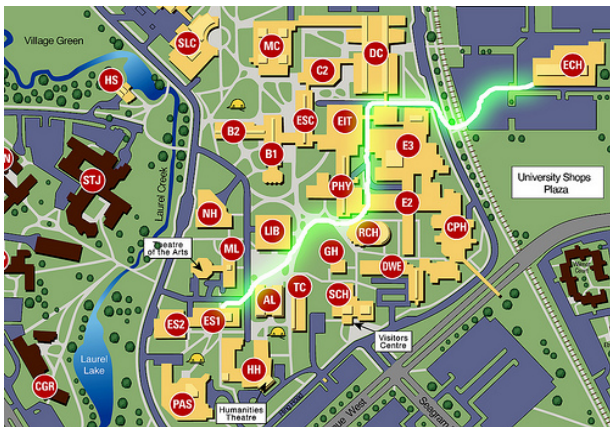 Village Green
SLC
MC
DC
ECH
HS
C2
B2
ESC
EIT
B1
E3
STJ
PHY
University Shops
Plaza
Laurel Creek
NH
LIB
RCH
E2
CPH
Theatre
of the Arts
ML
GH
DWE
TC
SCH
AL
ES1
ES2
Visitors
Centre
Laurel
Lake
HH
CGR
PAS
Humanities
Theatre
Seagram